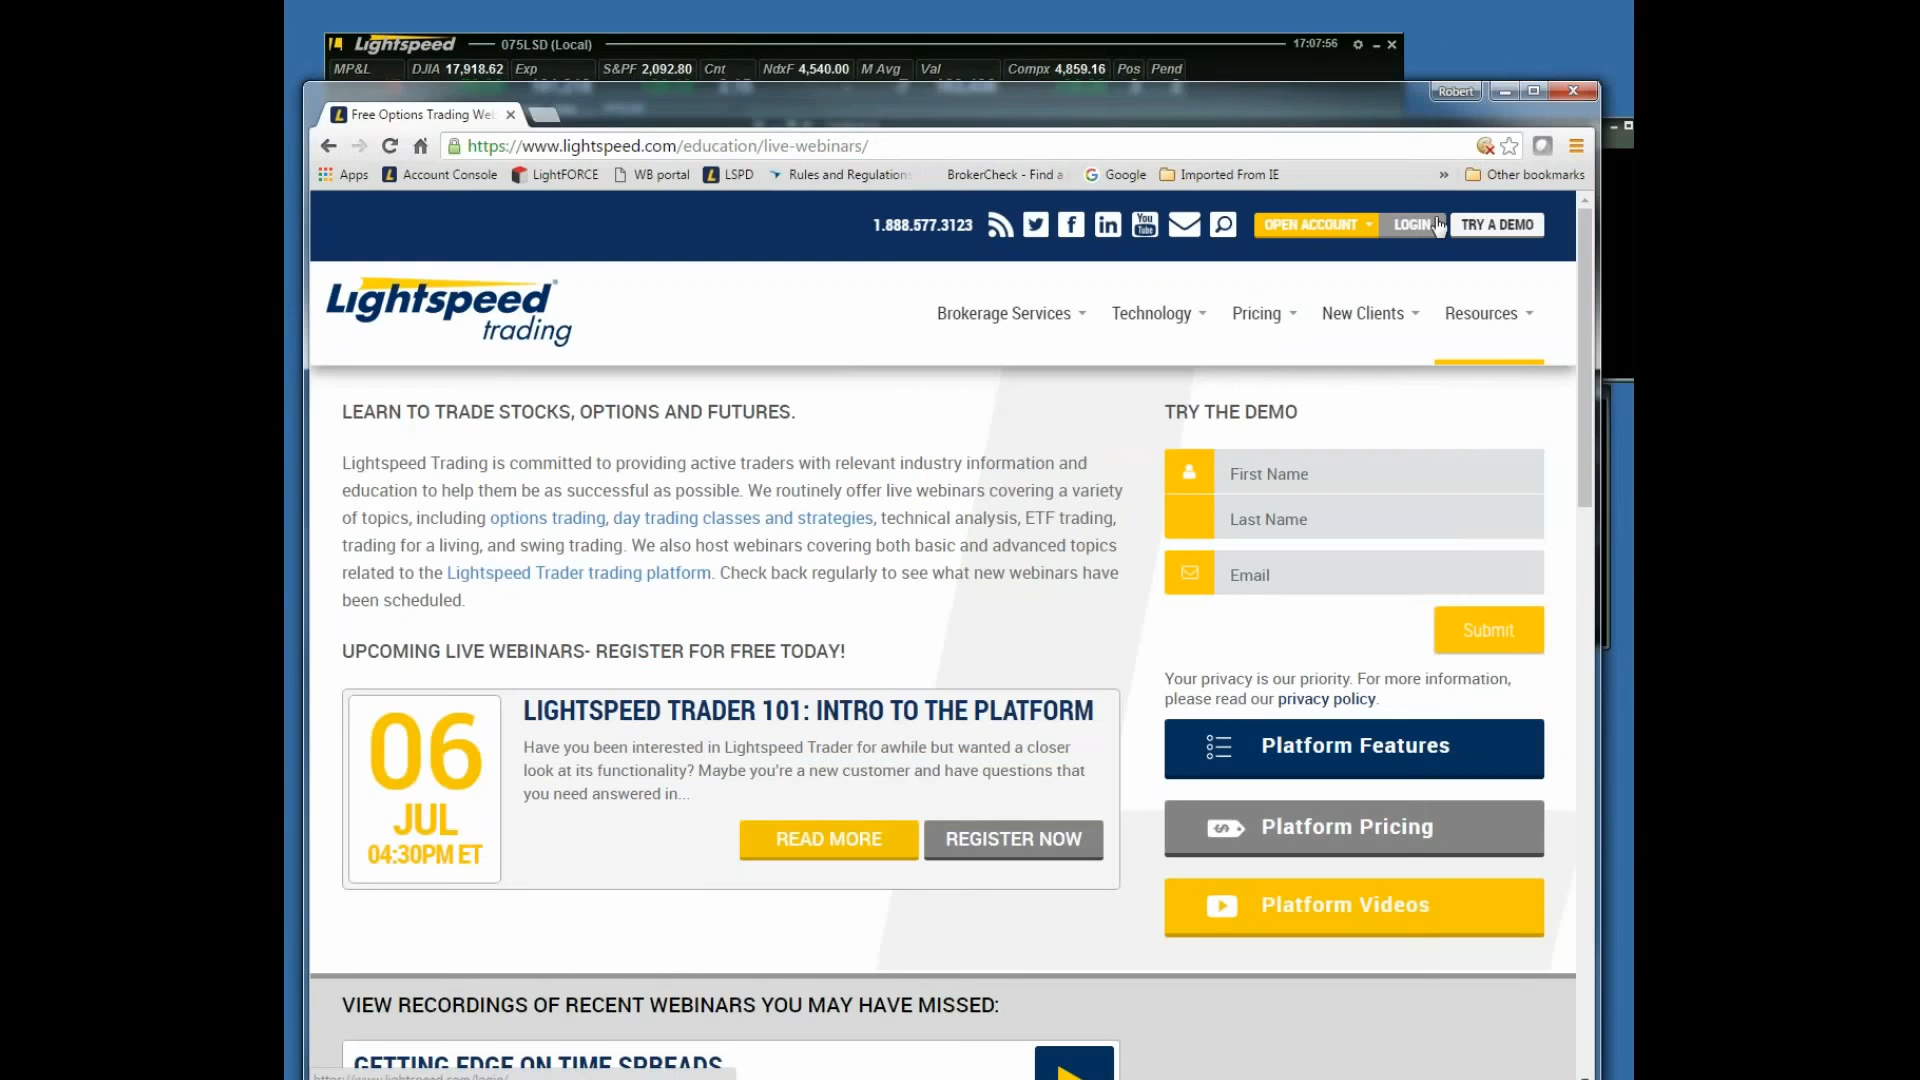 Lightspeed 075LSD (Local) 17:07:56
MP&L DJIA 17,918.62 Exp S&PF 2,092.80 Cnt NdxF 4,540.00 M Avg Val Compx 4,859.16 Pos Pend
Robert
Free Options Trading We
https://www.lightspeed.com/education/live-webinars/
Apps Account Console LightFORCE WB portal LSPD Rules and Regulation BrokerCheck - Find a Google Imported From IE » Other bookmarks
1.888.577.3123 You Tube OPEN ACCOUNT LOGIN TRY A DEMO
Lightspeed
trading
Brokerage Services Technology Pricing New Clients Resources
LEARN TO TRADE STOCKS, OPTIONS AND FUTURES.
Lightspeed Trading is committed to providing active traders with relevant industry information and
education to help them be as successful as possible. We routinely offer live webinars covering a variety
of topics, including options trading, day trading classes and strategies, technical analysis, ETF trading,
trading for a living, and swing trading. We also host webinars covering both basic and advanced topics
related to the Lightspeed Trader trading platform. Check back regularly to see what new webinars have
been scheduled.
UPCOMING LIVE WEBINARS- REGISTER FOR FREE TODAY!
06
JUL
04:30PM ET
LIGHTSPEED TRADER 101: INTRO TO THE PLATFORM
Have you been interested in Lightspeed Trader for awhile but wanted a closer
look at its functionality? Maybe you're a new customer and have questions that
you need answered in...
READ MORE REGISTER NOW
TRY THE DEMO
First Name
Last Name
Email
Submit
Your privacy is our priority. For more information,
please read our privacy policy.
Platform Features
Platform Pricing
Platform Videos
VIEW RECORDINGS OF RECENT WEBINARS YOU MAY HAVE MISSED:
GETTING EDGE ON TIME SPREADS
https://www.lightspeed.com/login/